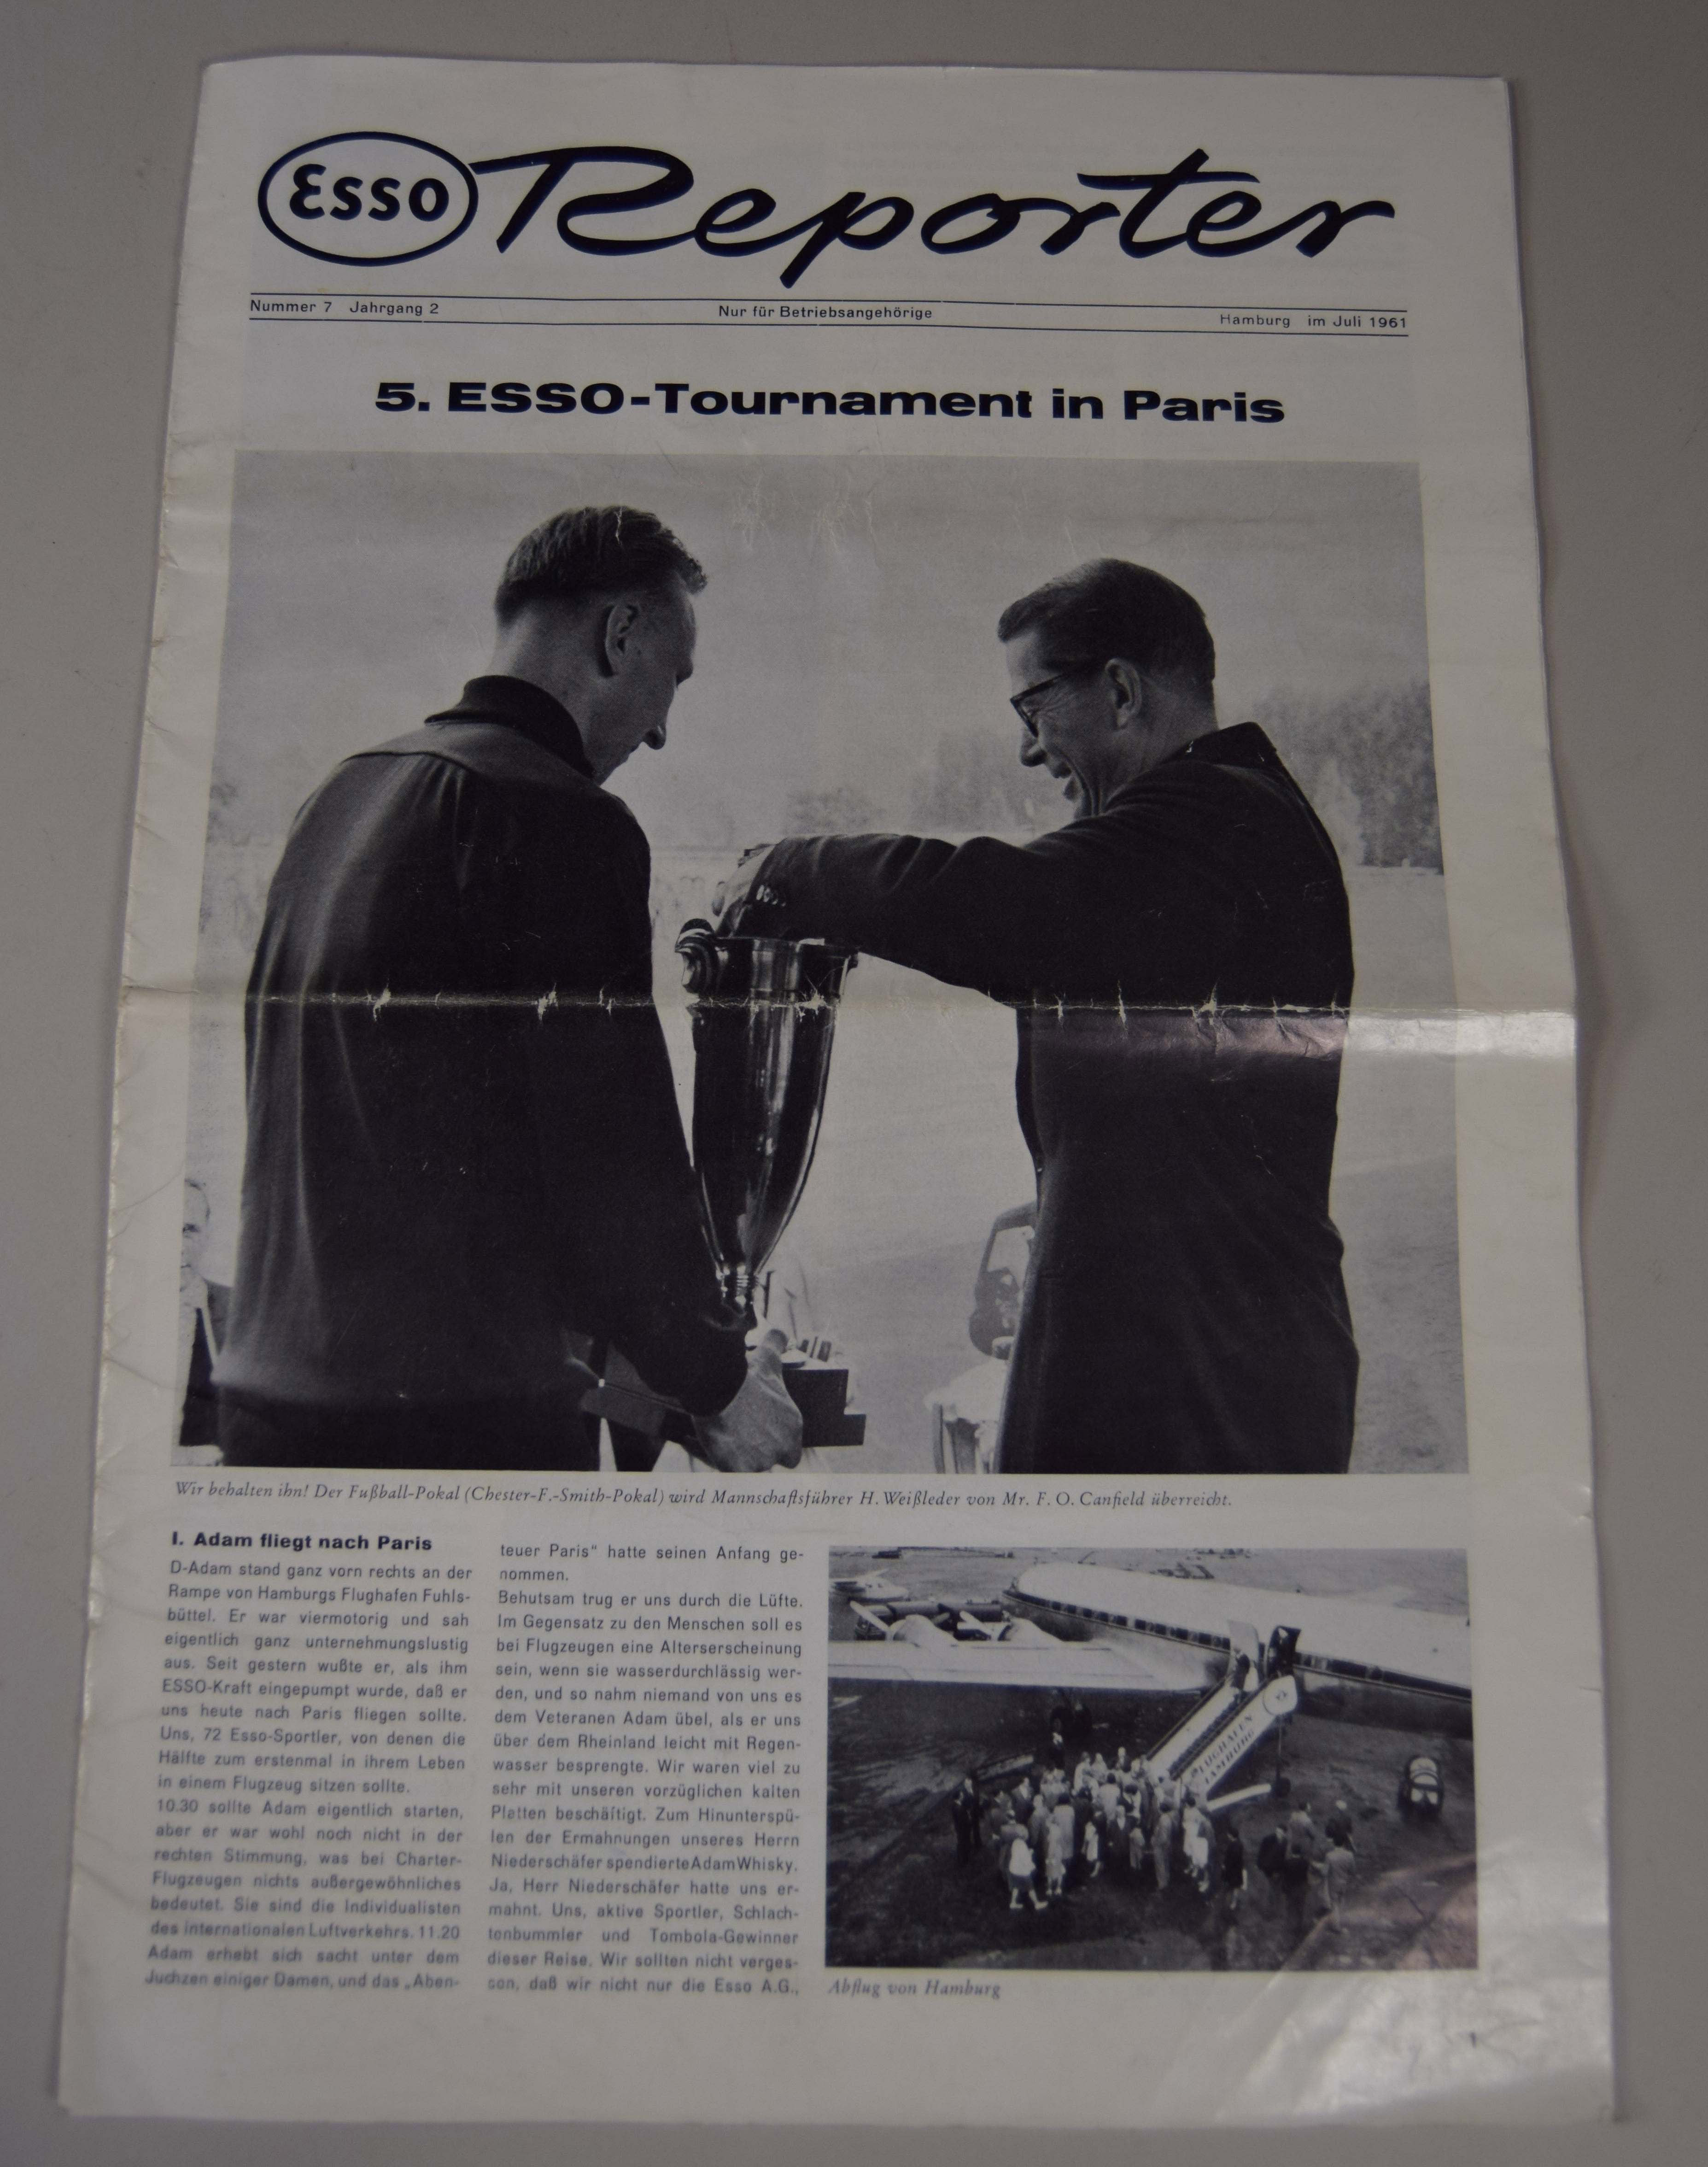 Esso Reporter
Nummer 7 Jahrgang 2 Nur für Betriebsangehörige Hamburg im Juli 1961
5. ESSO-Tournament in Paris
Wir behalten ihn! Der Fußball-Pokal (Chester-F.-Smith-Pokal) wird Mannschaftsführer H. Weißleder von Mr. F. O. Canfield überreicht.
I. Adam fliegt nach Paris
D-Adam stand ganz vorn rechts an der
Rampe von Hamburgs Flughafen Fuhls-
büttel. Er war viermotorig und sah
eigentlich ganz unternehmungslustig
aus. Seit gestern wußte er, als ihm
ESSO-Kraft eingepumpt wurde, daß er
uns heute nach Paris fliegen sollte.
Uns, 72 Esso-Sportler, von denen die
Hälfte zum erstenmal in ihrem Leben
in einem Flugzeug sitzen sollte.
10.30 sollte Adam eigentlich starten,
aber er war wohl noch nicht in der
rechten Stimmung, was bei Charter-
Flugzeugen nichts außergewöhnliches
bedeutet. Sie sind die Individualisten
des internationalen Luftverkehrs. 11.20
Adam erhebt sich sacht unter dem
Juchzen einiger Damen, und das „Aben-
teuer Paris“ hatte seinen Anfang ge-
nommen.
Behutsam trug er uns durch die Lüfte.
Im Gegensatz zu den Menschen soll es
bei Flugzeugen eine Alterserscheinung
sein, wenn sie wasserdurchlässig wer-
den, und so nahm niemand von uns es
dem Veteranen Adam übel, als er uns
über dem Rheinland leicht mit Regen-
wasser besprengte. Wir waren viel zu
sehr mit unseren vorzüglichen kalten
Platten beschäftigt. Zum Hinunterspü-
len der Ermahnungen unseres Herrn
Niederschäfer spendierte Adam Whisky.
Ja, Herr Niederschäfer hatte uns er-
mahnt. Uns, aktive Sportler, Schlach-
tenbummler und Tombola-Gewinner
dieser Reise. Wir sollten nicht verges-
sen, daß wir nicht nur die Esso A.G.,
FLUGHAFEN
HAMBURG
Abflug von Hamburg